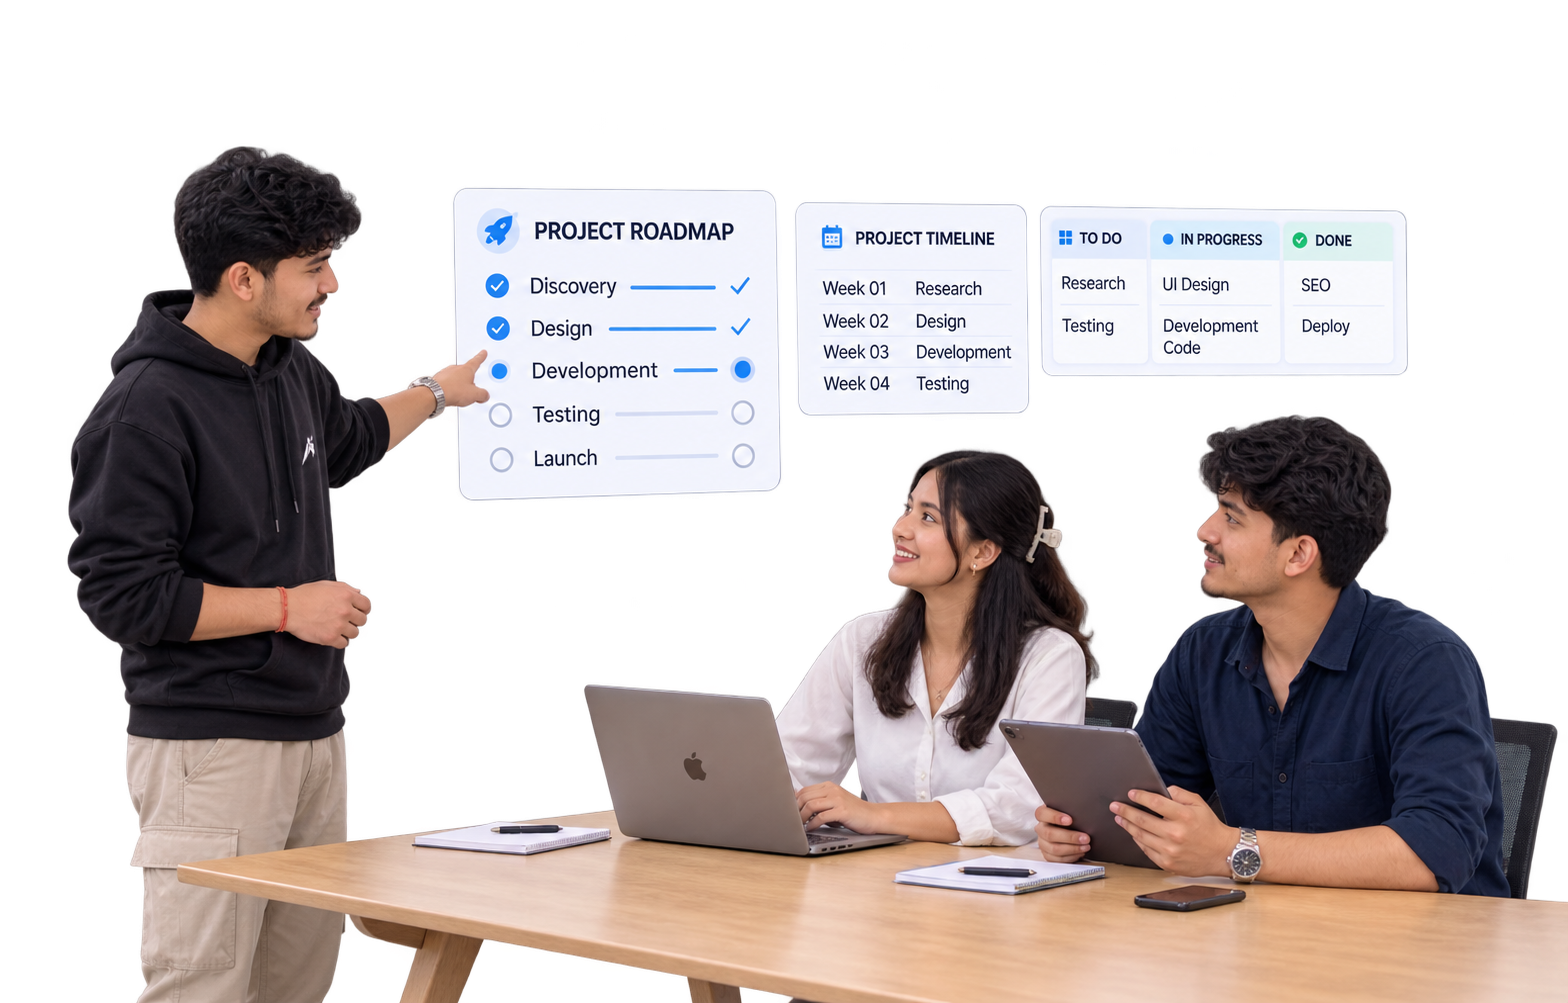 PROJECT ROADMAP
Discovery
Design
Development
Testing
Launch
PROJECT TIMELINE
Week 01 Research
Week 02 Design
Week 03 Development
Week 04 Testing
TO DO
Research
Testing
IN PROGRESS
UI Design
Development
Code
DONE
SEO
Deploy